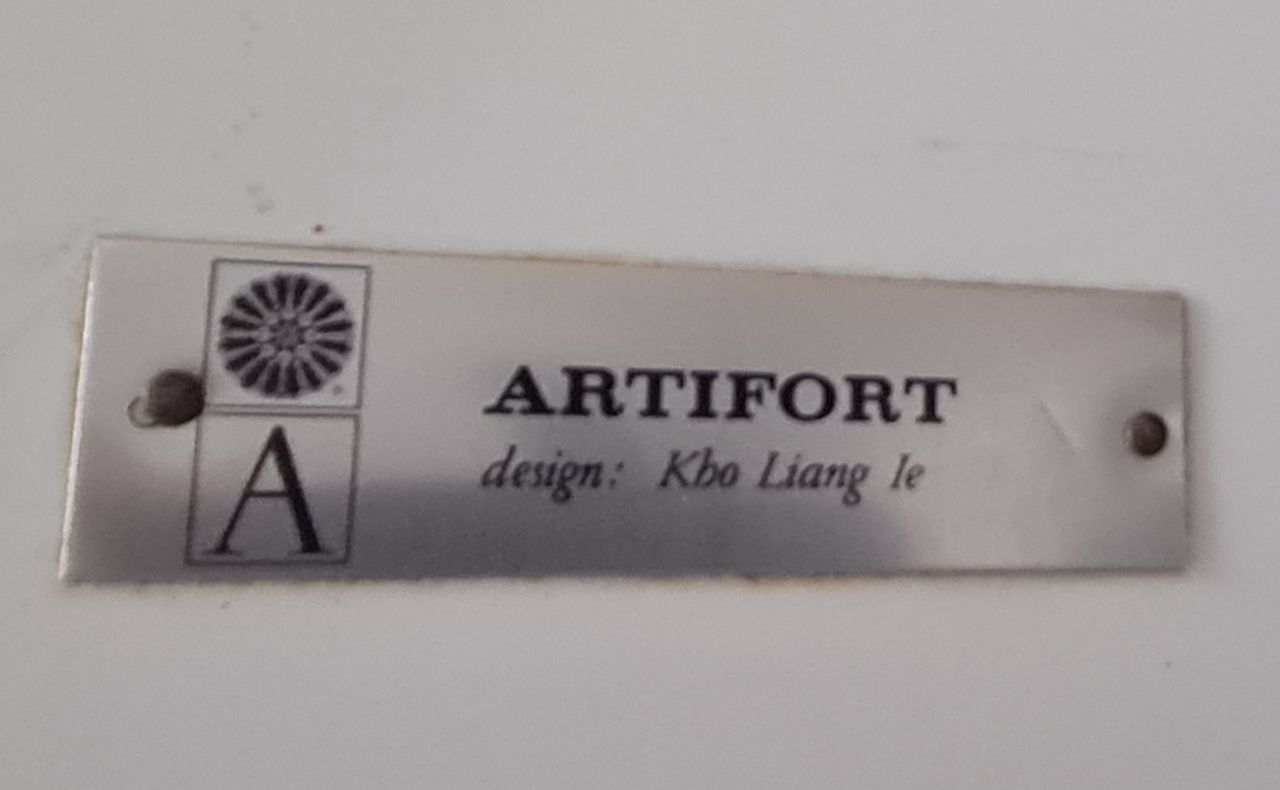 A
ARTIFORT
design: Kho Liang Ie